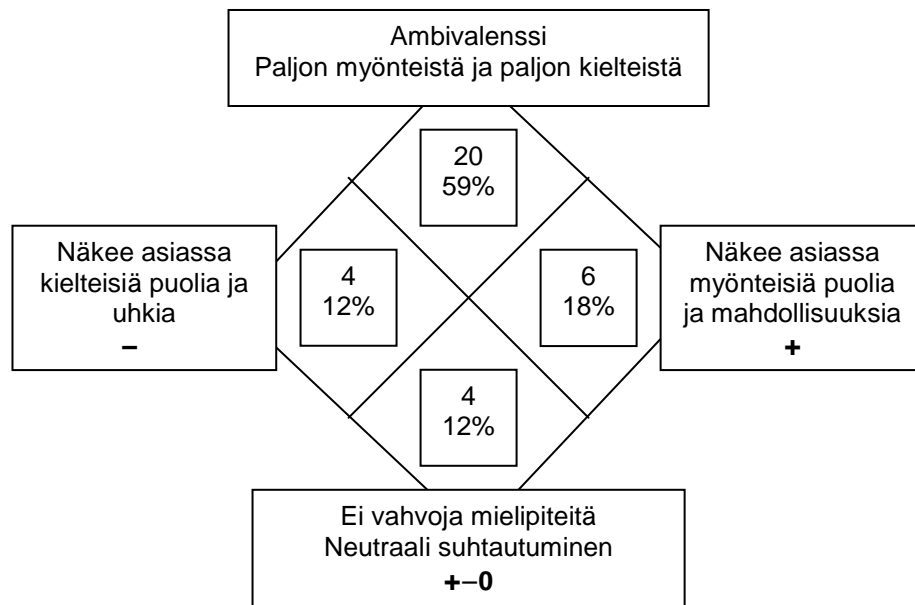 Ambivalenssi
Paljon myönteistä ja paljon kielteistä
20
59%
Näkee asiassa
kielteisiä puolia ja
uhkia
–
4
12%
6
18%
Näkee asiassa
myönteisiä puolia
ja mahdollisuuksia
+
4
12%
Ei vahvoja mielipiteitä
Neutraali suhtautuminen
+–0